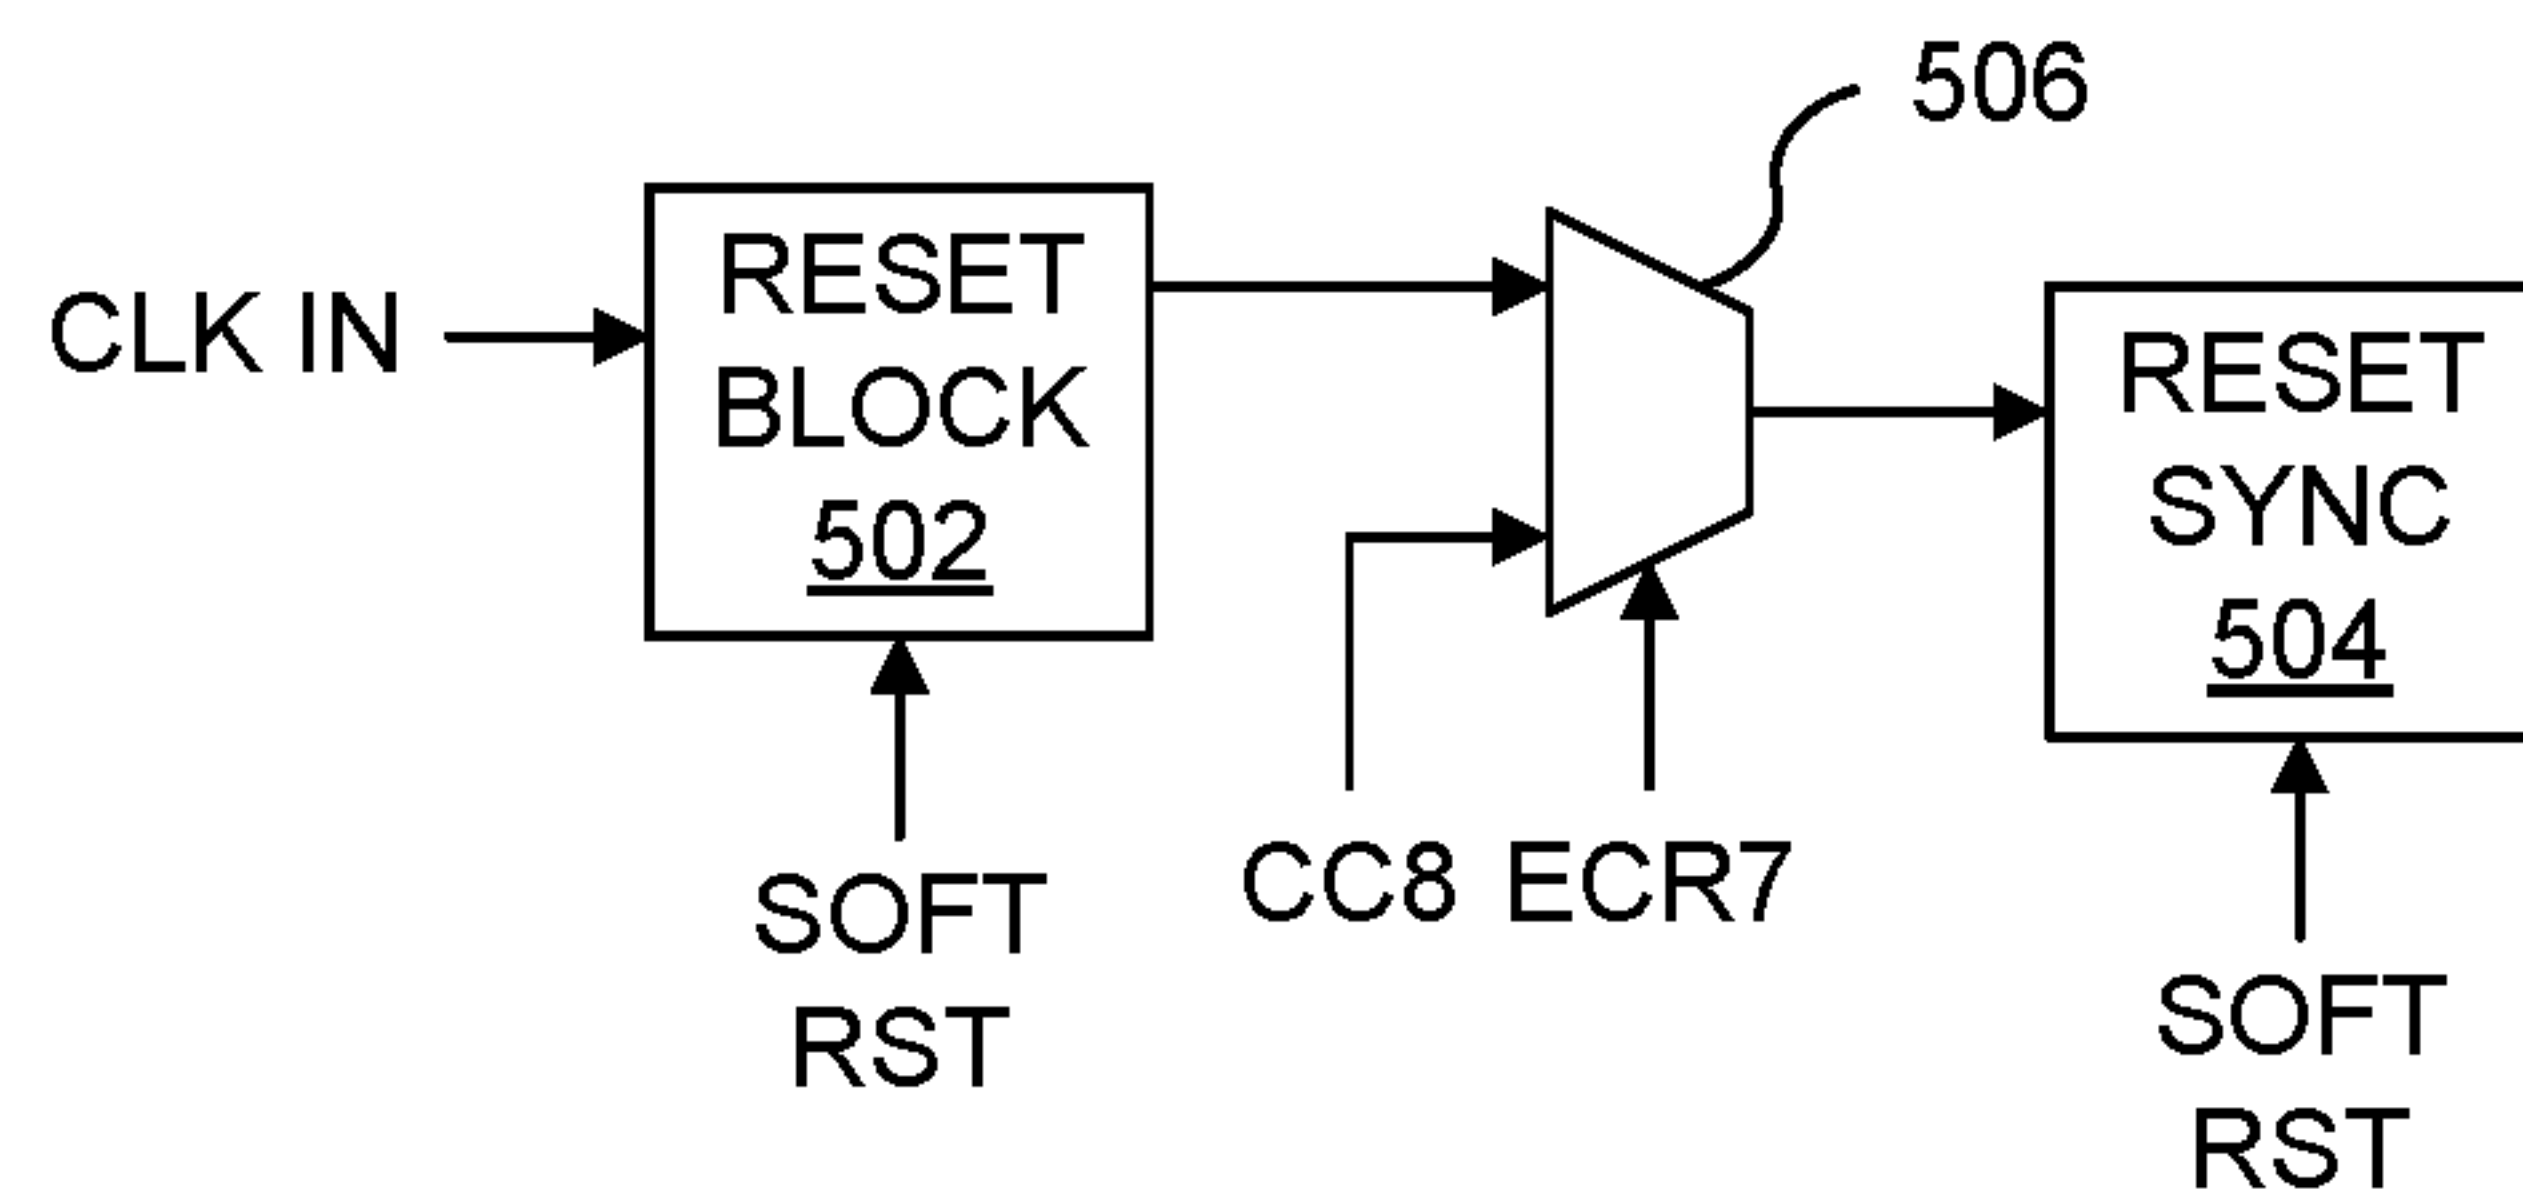 506
CLK IN
RESET
BLOCK
502
RESET
SYNC
504
CC8 ECR7
SOFT
RST
SOFT
RST